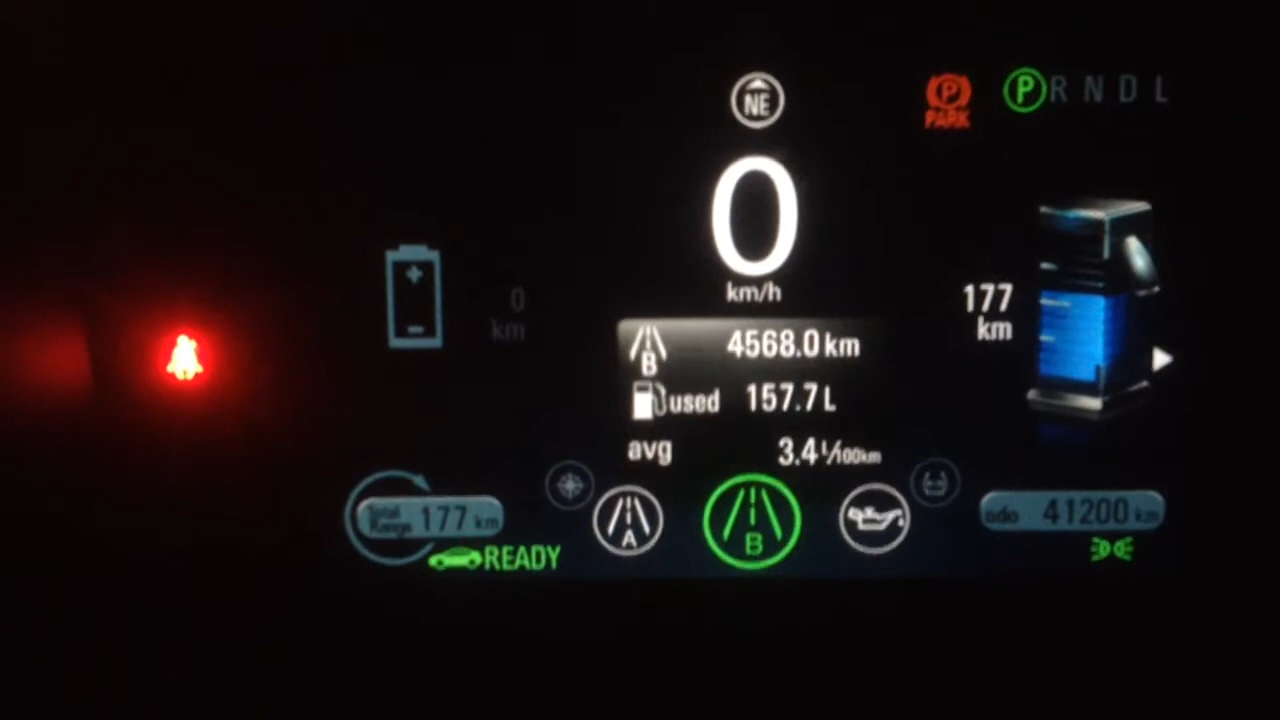 NE
P
PARK
P R N D L
0
km/h
0
km
177
km
B
4568.0 km
used 157.7 L
avg 3.4 l/100km
Total
Range 177 km
A
B
odo 41200 km
READY